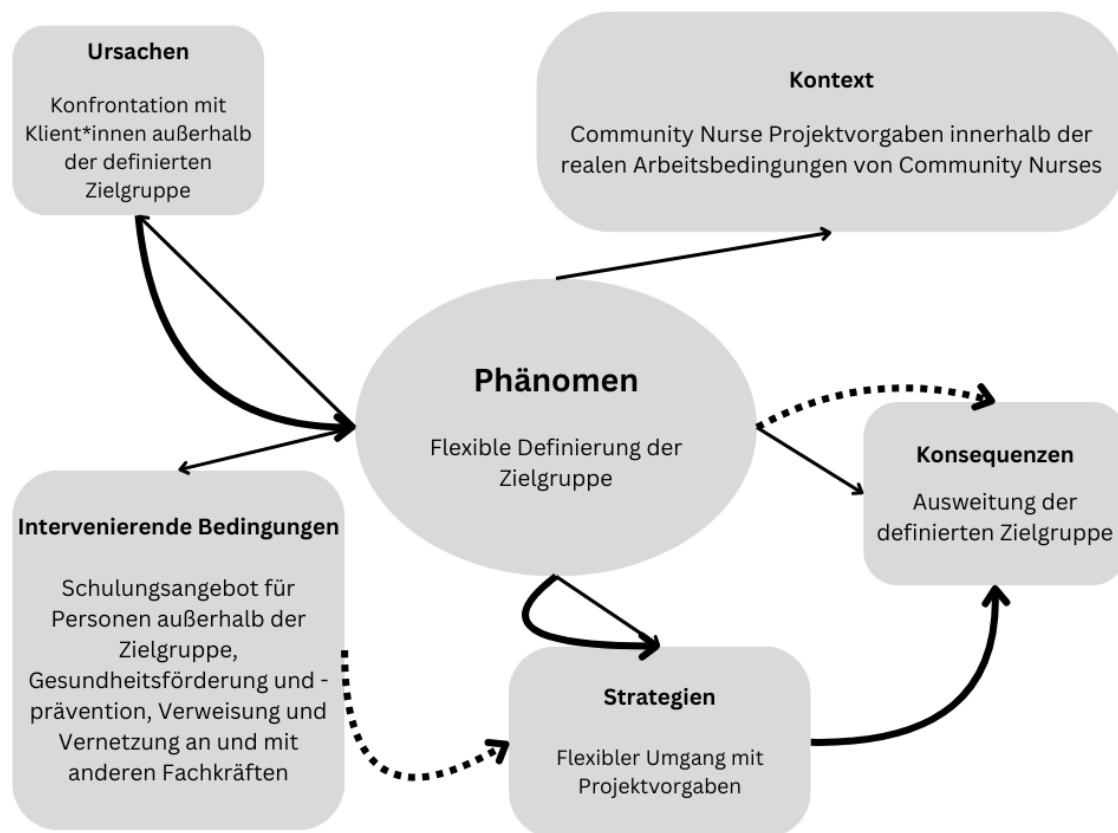 Ursachen
Konfrontation mit
Klient*innen außerhalb
der definierten
Zielgruppe
Kontext
Community Nurse Projektvorgaben innerhalb der
realen Arbeitsbedingungen von Community Nurses
Phänomen
Flexible Definierung der
Zielgruppe
Konsequenzen
Ausweitung der
definierten Zielgruppe
Intervenierende Bedingungen
Schulungsangebot für
Personen außerhalb der
Zielgruppe,
Gesundheitsförderung und -
prävention, Verweisung und
Vernetzung an und mit
anderen Fachkräften
Strategien
Flexibler Umgang mit
Projektvorgaben